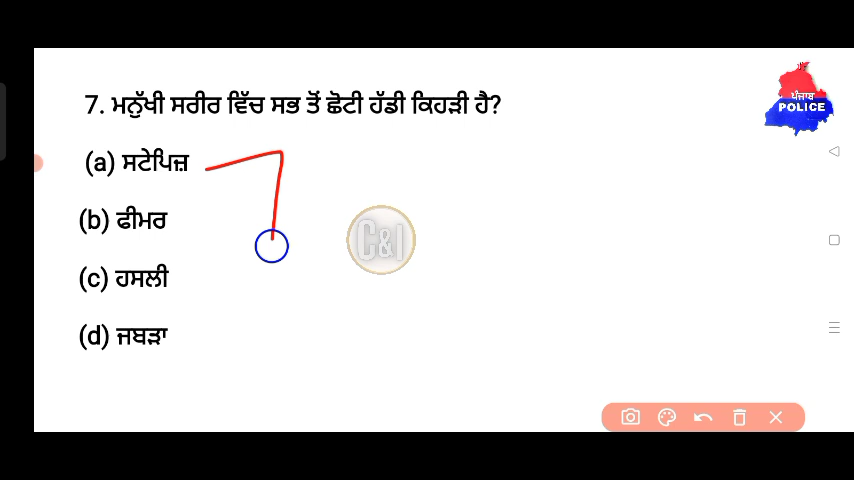 7. ਮਨੁੱਖੀ ਸਰੀਰ ਵਿੱਚ ਸਭ ਤੋਂ ਛੋਟੀ ਹੱਡੀ ਕਿਹੜੀ ਹੈ?
ਪੰਜਾਬ
POLICE
(a) ਸਟੇਪਿਜ਼
(b) ਫੀਮਰ
C&I
(c) ਹਸਲੀ
(d) ਜਬੜਾ